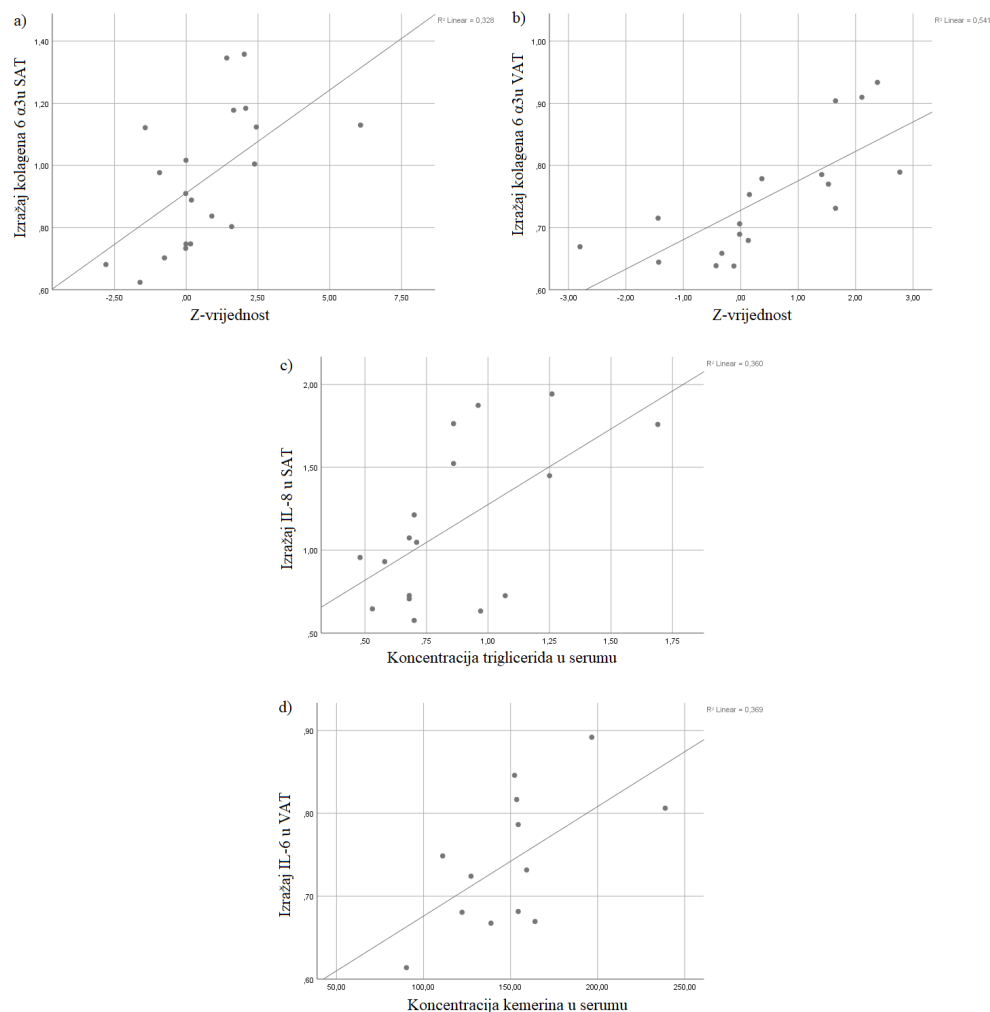 a)
R² Linear = 0,328
Izražaj kolagena 6 α3u SAT
1,40
1,20
1,00
,80
,60
-2,50 ,00 2,50 5,00 7,50
Z-vrijednost
b)
R² Linear = 0,541
Izražaj kolagena 6 α3u VAT
1,00
,90
,80
,70
,60
-3,00 -2,00 -1,00 ,00 1,00 2,00 3,00
Z-vrijednost
c)
R² Linear = 0,360
Izražaj IL-8 u SAT
2,00
1,50
1,00
,50
,50 ,75 1,00 1,25 1,50 1,75
Koncentracija triglicerida u serumu
d)
R² Linear = 0,369
Izražaj IL-6 u VAT
,90
,80
,70
,60
50,00 100,00 150,00 200,00 250,00
Koncentracija kemerina u serumu